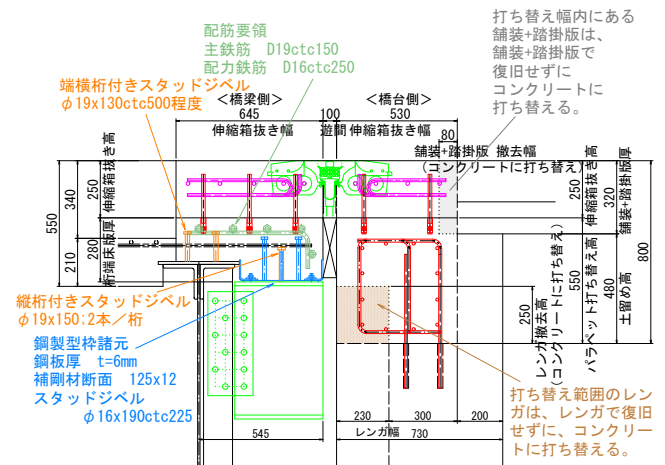 配筋要領
主鉄筋 D19ctc150
配力鉄筋 D16ctc250
打ち替え幅内にある
舗装+踏掛版は、
舗装+踏掛版で
復旧せずに
コンクリートに
打ち替える。
端横桁付きスタッドジベル
φ19x130ctc500程度
<橋梁側>
<橋台側>
645
100
530
伸縮箱抜き幅
遊間
伸縮箱抜き幅
80
舗装+踏掛版 撤去幅
(コンクリートに打ち替え)
550
340
210
250
280
伸縮箱抜き高
桁端床版厚
250
伸縮箱抜き高
320
舗装+踏掛版厚
550
パラペット打ち替え高
480
土留め高
800
250
レンガ撤去高
(コンクリートに打ち替え)
縦桁付きスタッドジベル
φ19x150:2本/桁
鋼製型枠諸元
鋼板厚 t=6mm
補剛材断面 125x12
スタッドジベル
φ16x190ctc225
打ち替え範囲のレン
ガは、レンガで復旧
せずに、コンクリー
トに打ち替える。
230
300
200
545
レンガ幅
730